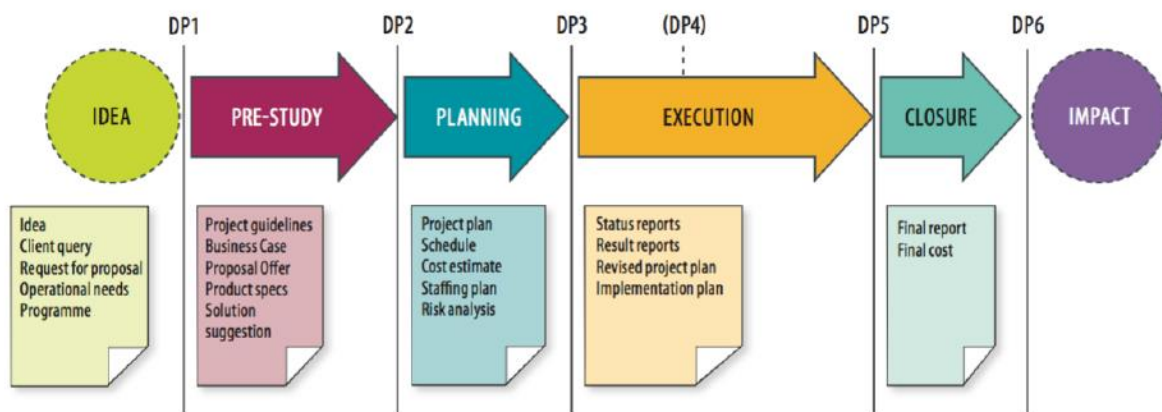 DP1
DP2
DP3
(DP4)
DP5
DP6
IDEA
PRE-STUDY
PLANNING
EXECUTION
CLOSURE
IMPACT
Idea
Client query
Request for proposal
Operational needs
Programme
Project guidelines
Business Case
Proposal Offer
Product specs
Solution
suggestion
Project plan
Schedule
Cost estimate
Staffing plan
Risk analysis
Status reports
Result reports
Revised project plan
Implementation plan
Final report
Final cost